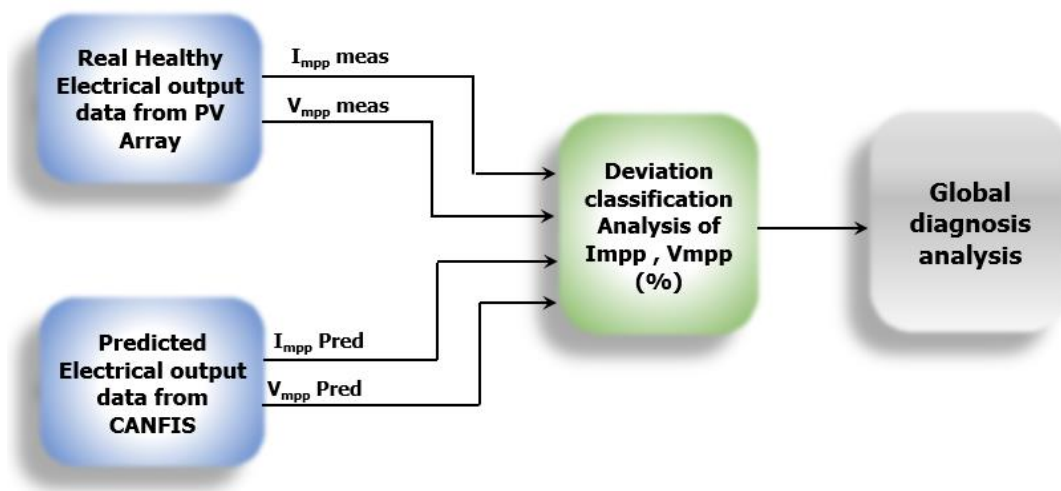 Real Healthy
Electrical output
data from PV
Array
Impp meas
Vmpp meas
Predicted
Electrical output
data from
CANFIS
Impp Pred
Vmpp Pred
Deviation
classification
Analysis of
Impp , Vmpp
(%)
Global
diagnosis
analysis